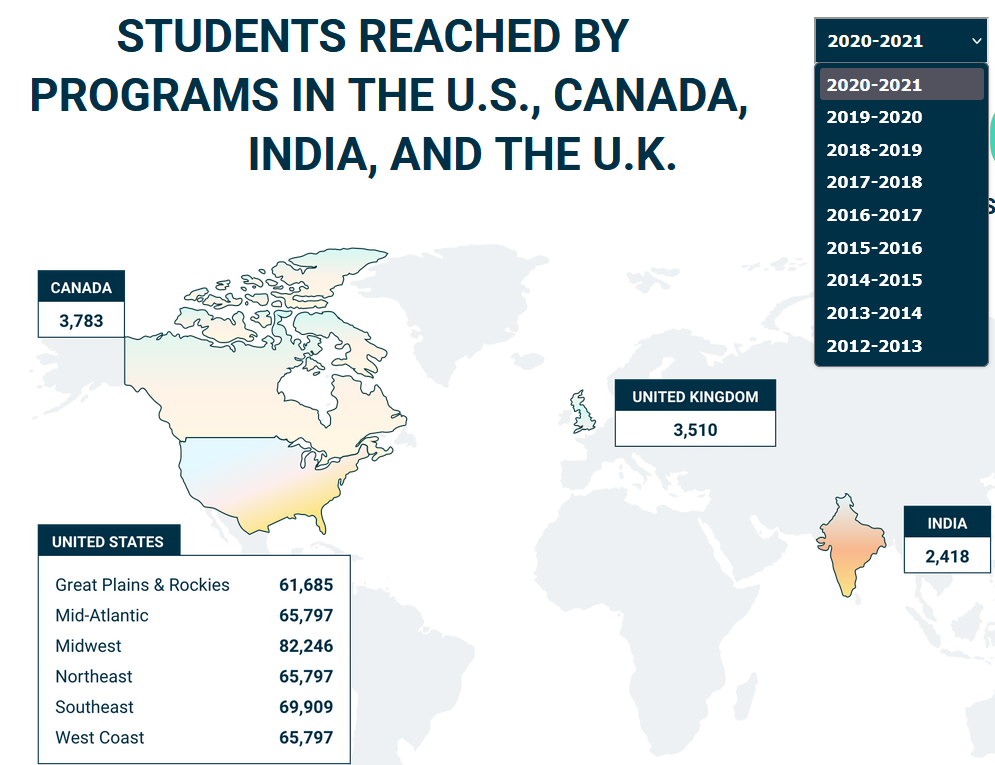 STUDENTS REACHED BY
PROGRAMS IN THE U.S., CANADA,
INDIA, AND THE U.K.
2020-2021
2020-2021
2019-2020
2018-2019
2017-2018
2016-2017
2015-2016
2014-2015
2013-2014
2012-2013
CANADA
3,783
UNITED KINGDOM
3,510
INDIA
2,418
UNITED STATES
Great Plains & Rockies 61,685
Mid-Atlantic 65,797
Midwest 82,246
Northeast 65,797
Southeast 69,909
West Coast 65,797